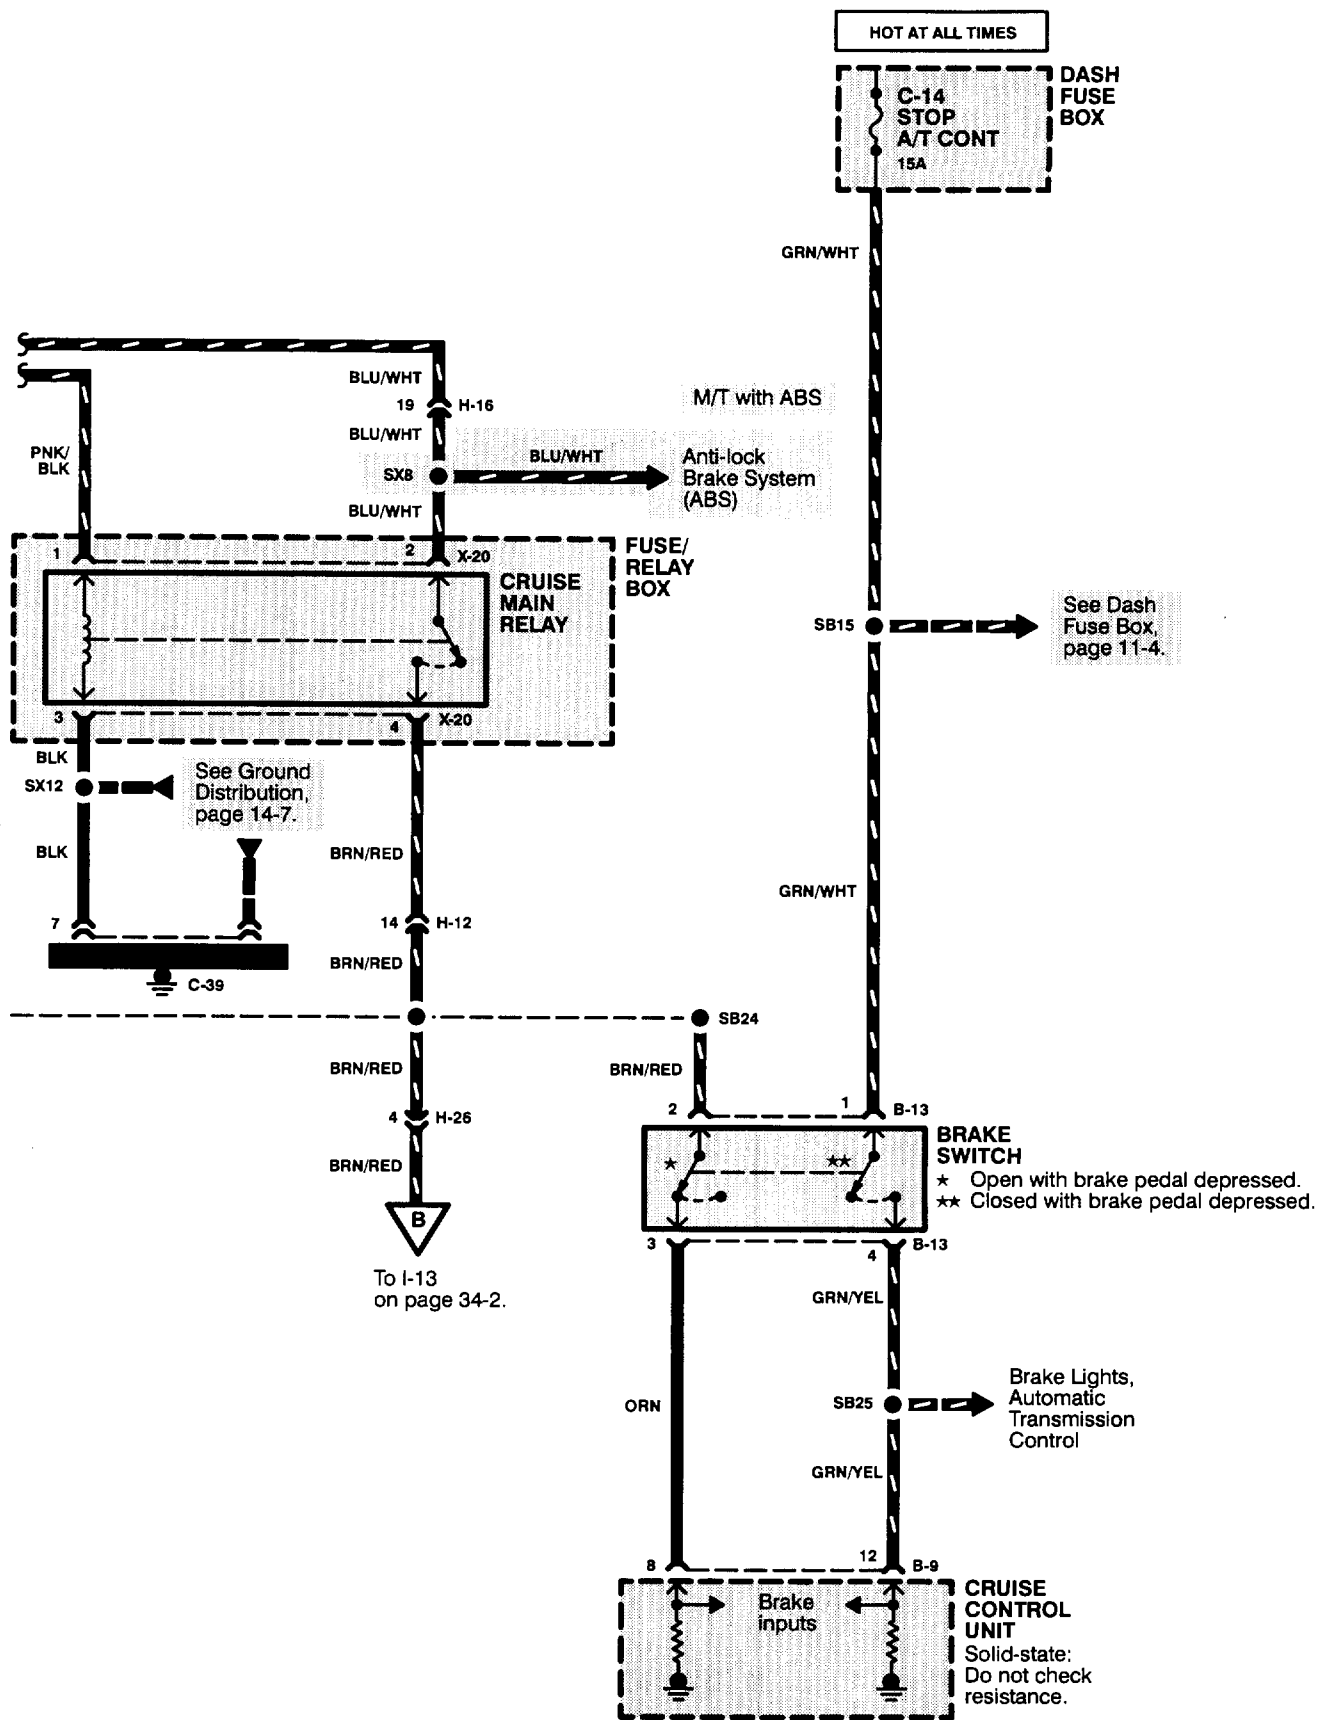 HOT AT ALL TIMES
DASH
FUSE
BOX
C-14
STOP
A/T CONT
15A
GRN/WHT
BLU/WHT
19
H-16
M/T with ABS
BLU/WHT
PNK/
BLK
BLU/WHT
SX8
Anti-lock
Brake System
(ABS)
BLU/WHT
1
2
X-20
FUSE/
RELAY
BOX
CRUISE
MAIN
RELAY
SB15
See Dash
Fuse Box,
page 11-4.
3
4
X-20
BLK
SX12
See Ground
Distribution,
page 14-7.
BLK
BRN/RED
GRN/WHT
7
14
H-12
BRN/RED
C-39
SB24
BRN/RED
BRN/RED
2
1
B-13
4
H-26
BRAKE
SWITCH
★ Open with brake pedal depressed.
★★ Closed with brake pedal depressed.
★
★★
BRN/RED
B
To I-13
on page 34-2.
3
4
B-13
GRN/YEL
ORN
SB25
Brake Lights,
Automatic
Transmission
Control
GRN/YEL
8
12
B-9
Brake
inputs
CRUISE
CONTROL
UNIT
Solid-state:
Do not check
resistance.